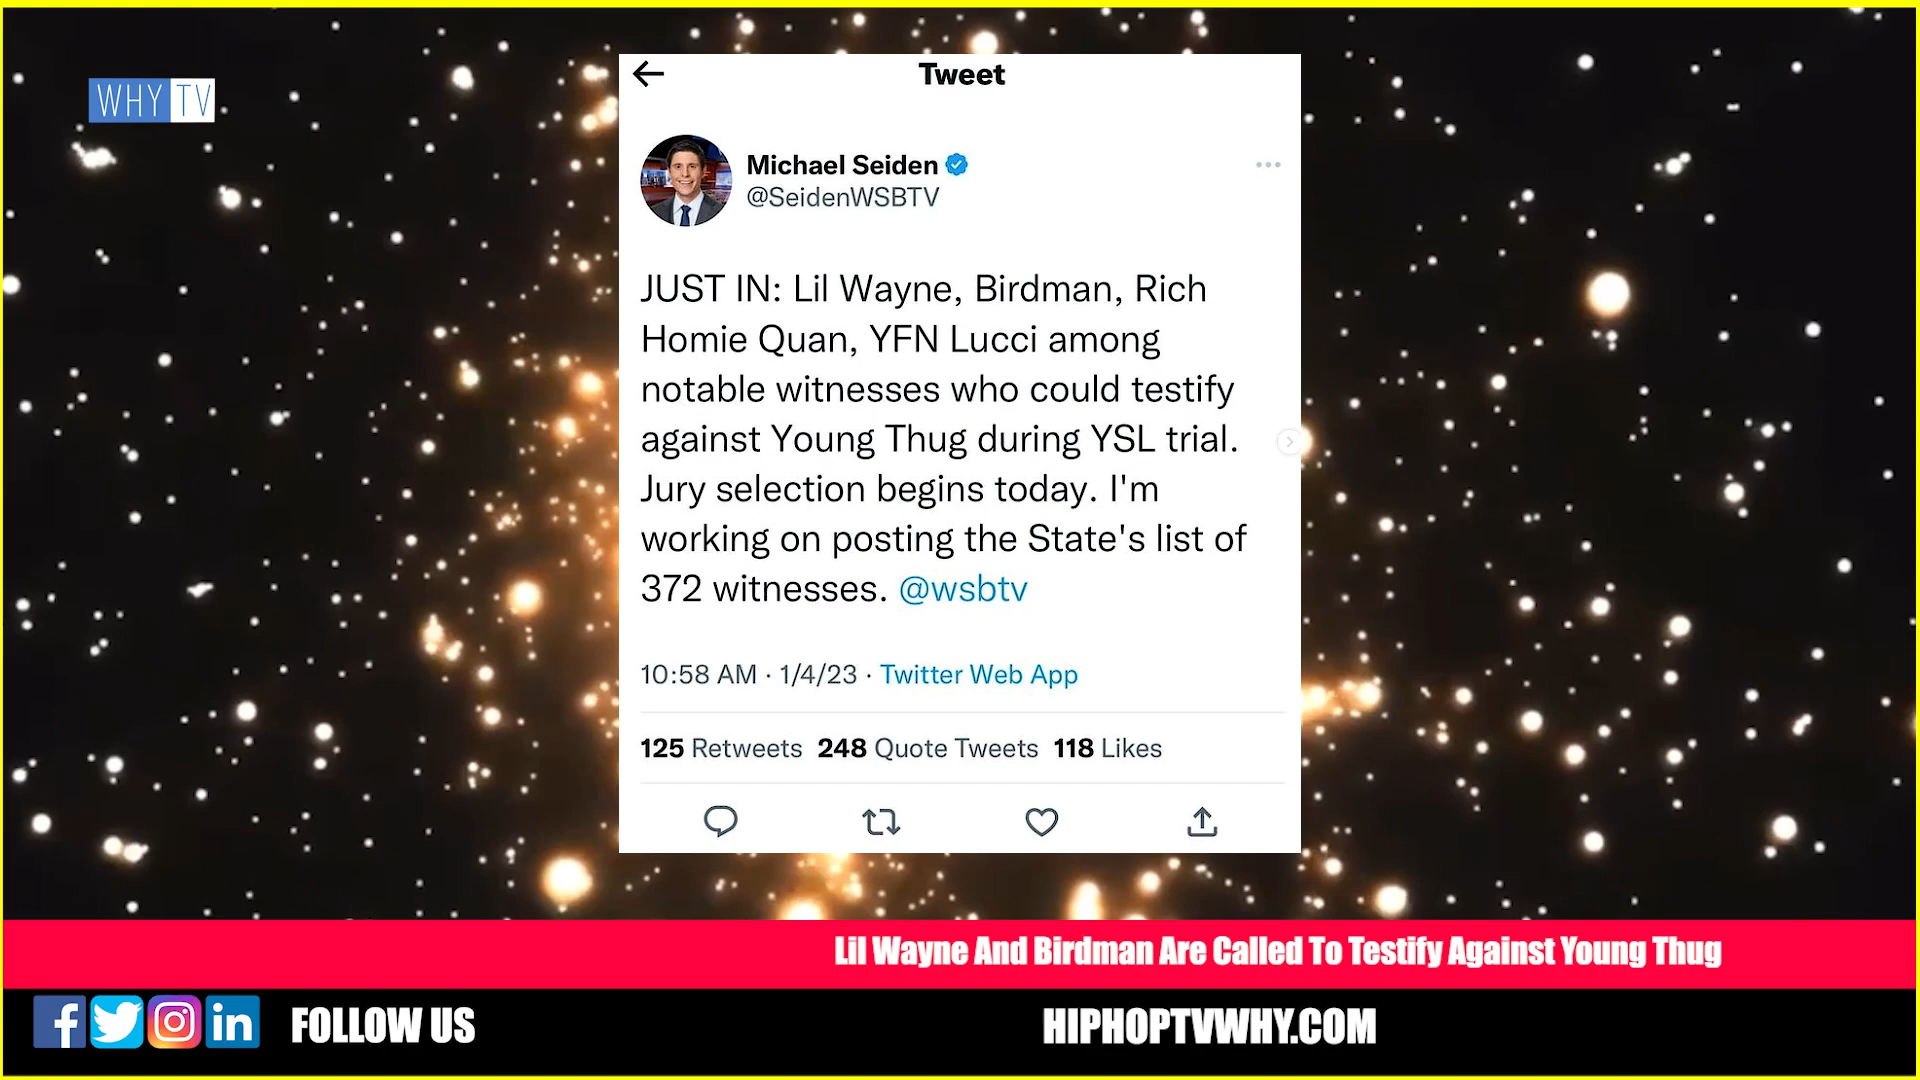 WHY TV
Tweet
Michael Seiden
@SeidenWSBTV
JUST IN: Lil Wayne, Birdman, Rich
Homie Quan, YFN Lucci among
notable witnesses who could testify
against Young Thug during YSL trial.
Jury selection begins today. I'm
working on posting the State's list of
372 witnesses. @wsbtv
10:58 AM · 1/4/23 · Twitter Web App
125 Retweets 248 Quote Tweets 118 Likes
Lil Wayne And Birdman Are Called To Testify Against Young Thug
FOLLOW US
HIPHOPTVWHY.COM